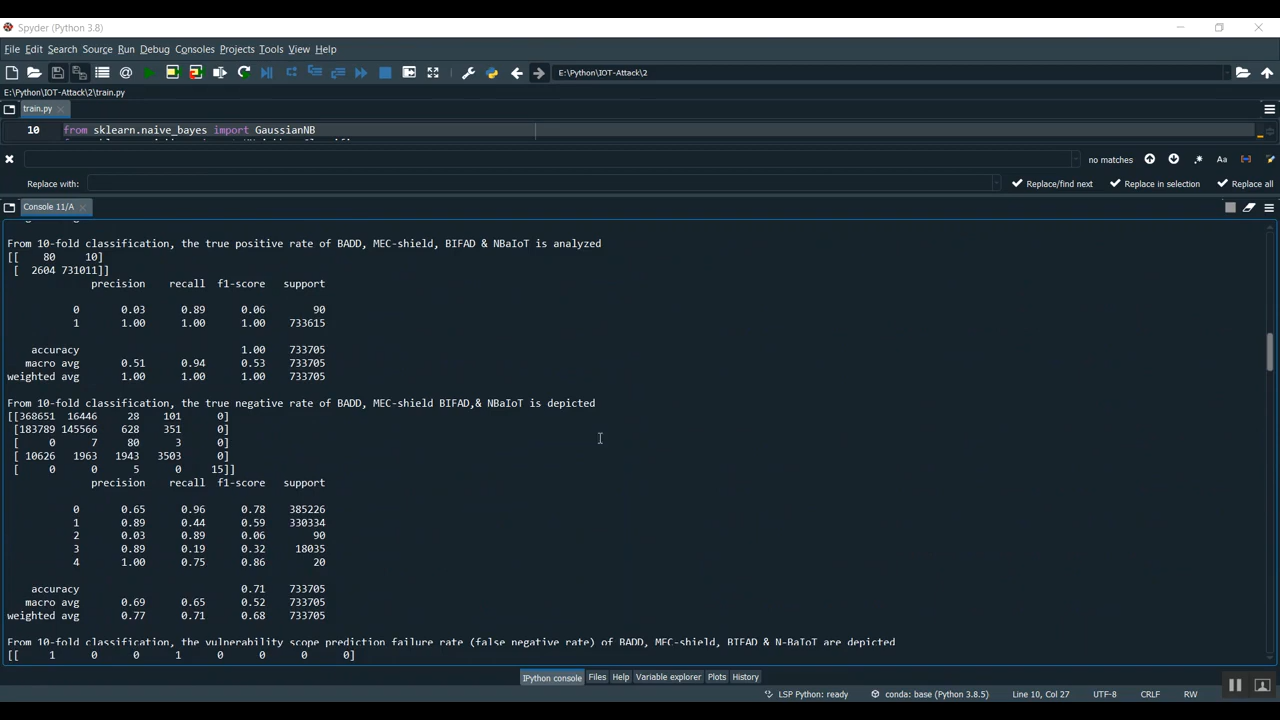 Spyder (Python 3.8)
File Edit Search Source Run Debug Consoles Projects Tools View Help
E:\Python\IOT-Attack\2
E:\Python\IOT-Attack\2\train.py
train.py
10 from sklearn.naive_bayes import GaussianNB
no matches
Aa
Replace with:
Replace/find next Replace in selection Replace all
Console 11/A
From 10-fold classification, the true positive rate of BADD, MEC-shield, BIFAD & NBaIoT is analyzed
[[ 80 10]
[ 2604 731011]]
precision recall f1-score support
0 0.03 0.89 0.06 90
1 1.00 1.00 1.00 733615
accuracy 1.00 733705
macro avg 0.51 0.94 0.53 733705
weighted avg 1.00 1.00 1.00 733705
From 10-fold classification, the true negative rate of BADD, MEC-shield BIFAD,& NBaIoT is depicted
[[368651 16446 28 101 0]
[183789 145566 628 351 0]
[ 0 7 80 3 0]
[ 10626 1963 1943 3503 0]
[ 0 0 5 0 15]]
precision recall f1-score support
0 0.65 0.96 0.78 385226
1 0.89 0.44 0.59 330334
2 0.03 0.89 0.06 90
3 0.89 0.19 0.32 18035
4 1.00 0.75 0.86 20
accuracy 0.71 733705
macro avg 0.69 0.65 0.52 733705
weighted avg 0.77 0.71 0.68 733705
From 10-fold classification, the vulnerability scope prediction failure rate (false negative rate) of BADD, MEC-shield, BIFAD & N-BaIoT are depicted
[[ 1 0 0 1 0 0 0 0]
IPython console Files Help Variable explorer Plots History
LSP Python: ready conda: base (Python 3.8.5) Line 10, Col 27 UTF-8 CRLF RW